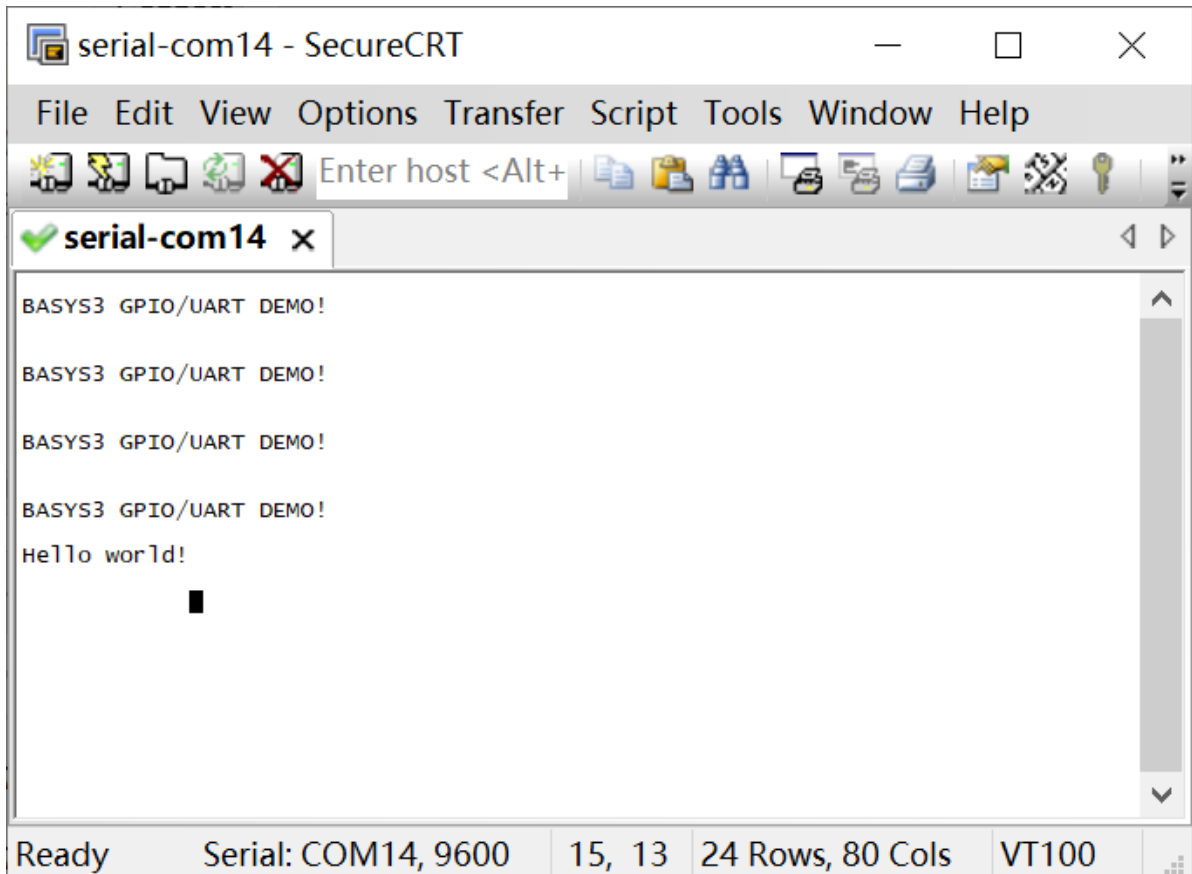 serial-com14 - SecureCRT
File Edit View Options Transfer Script Tools Window Help
Enter host <Alt+
serial-com14
BASYS3 GPIO/UART DEMO!
BASYS3 GPIO/UART DEMO!
BASYS3 GPIO/UART DEMO!
BASYS3 GPIO/UART DEMO!
Hello world!
Ready Serial: COM14, 9600 15, 13 24 Rows, 80 Cols VT100